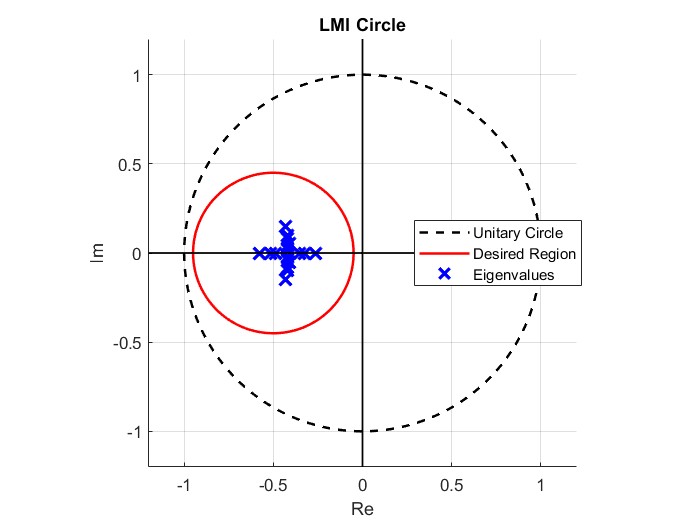 LMI Circle
1
0.5
0
-0.5
-1
Im
Unitary Circle
Desired Region
Eigenvalues
-1
-0.5
0
0.5
1
Re